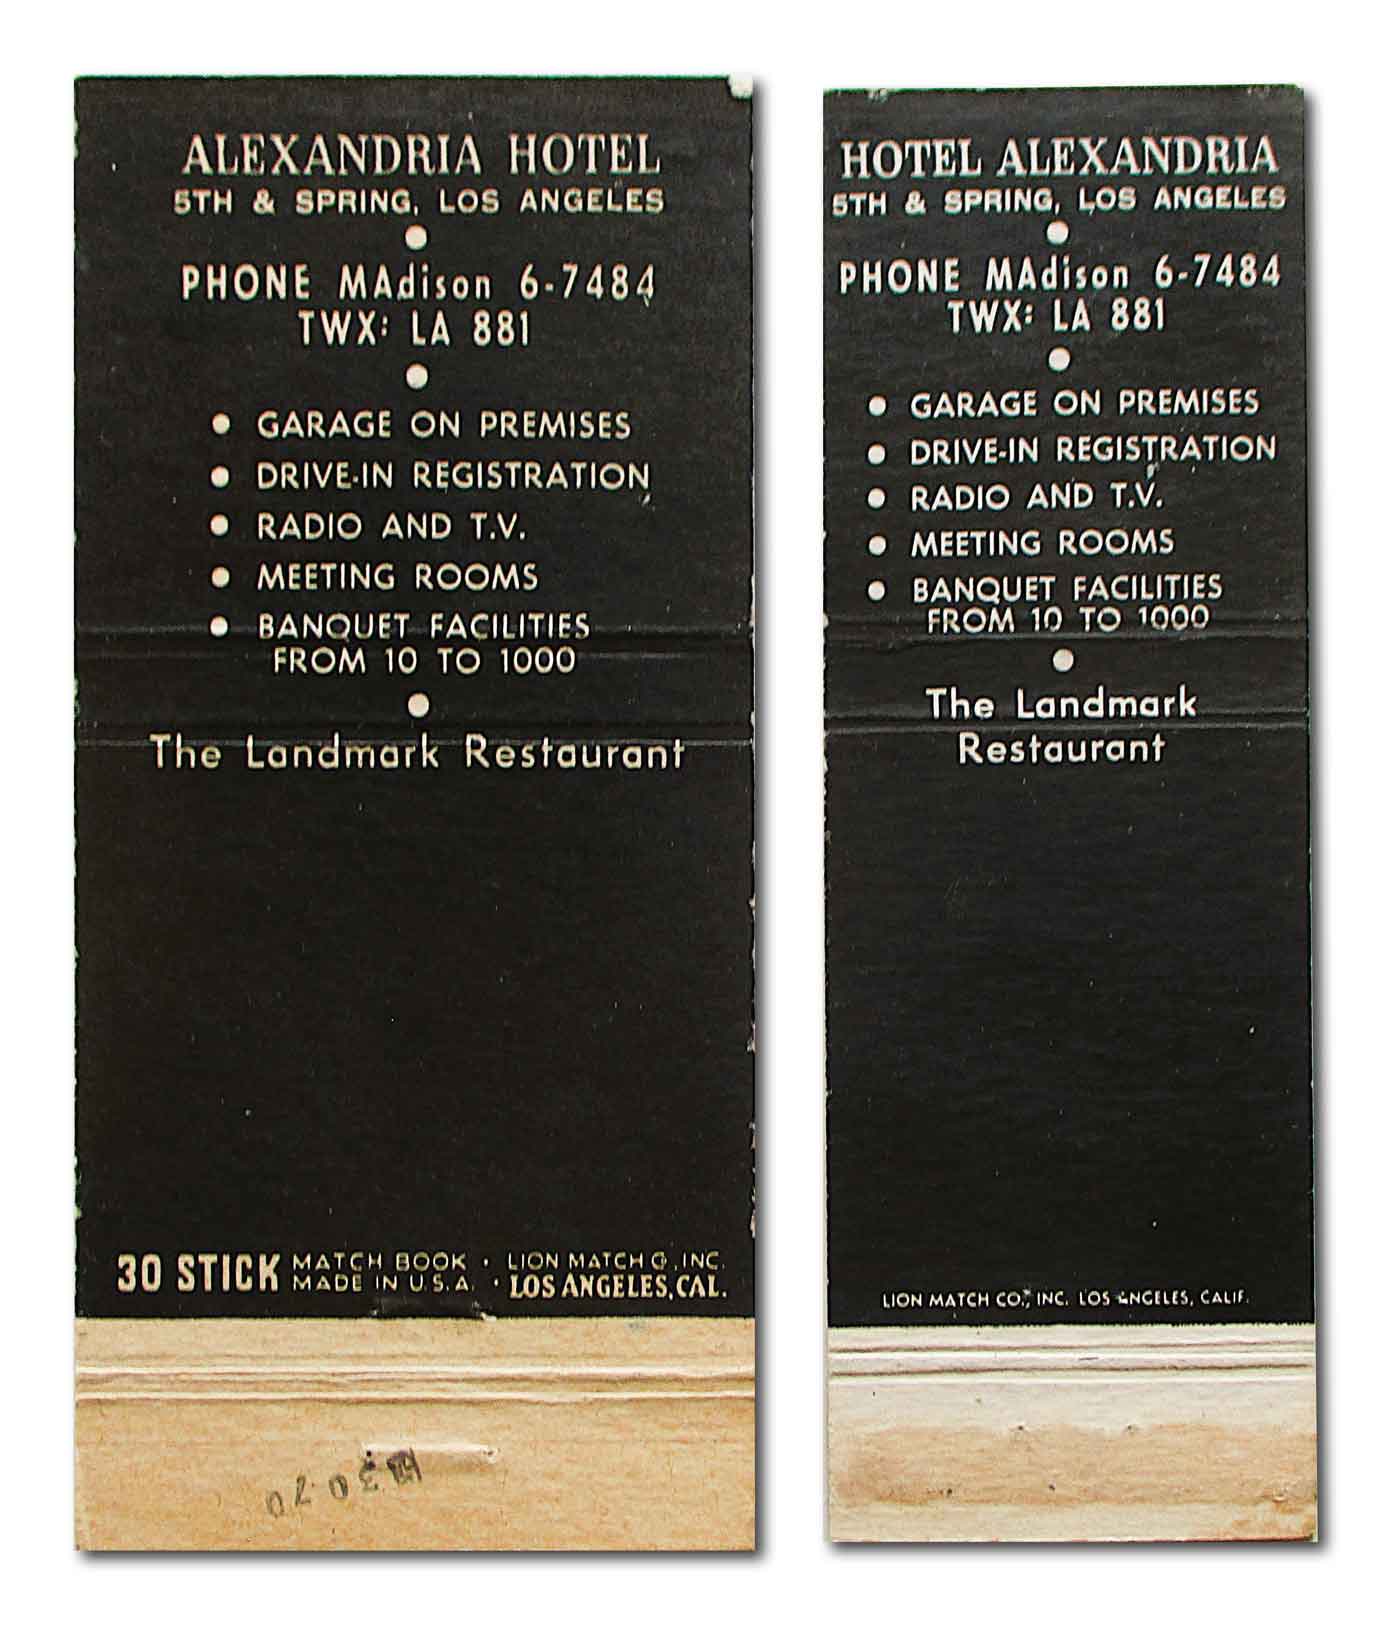 ALEXANDRIA HOTEL
5TH & SPRING, LOS ANGELES
PHONE MAdison 6-7484
TWX: LA 881
• GARAGE ON PREMISES
• DRIVE-IN REGISTRATION
• RADIO AND T.V.
• MEETING ROOMS
• BANQUET FACILITIES
FROM 10 TO 1000
The Landmark Restaurant
30 STICK MATCH BOOK • LION MATCH CO., INC.
MADE IN U.S.A. • LOS ANGELES, CAL.
HOTEL ALEXANDRIA
5TH & SPRING, LOS ANGELES
PHONE MAdison 6-7484
TWX: LA 881
• GARAGE ON PREMISES
• DRIVE-IN REGISTRATION
• RADIO AND T.V.
• MEETING ROOMS
• BANQUET FACILITIES
FROM 10 TO 1000
The Landmark
Restaurant
LION MATCH CO., INC. LOS ANGELES, CALIF.